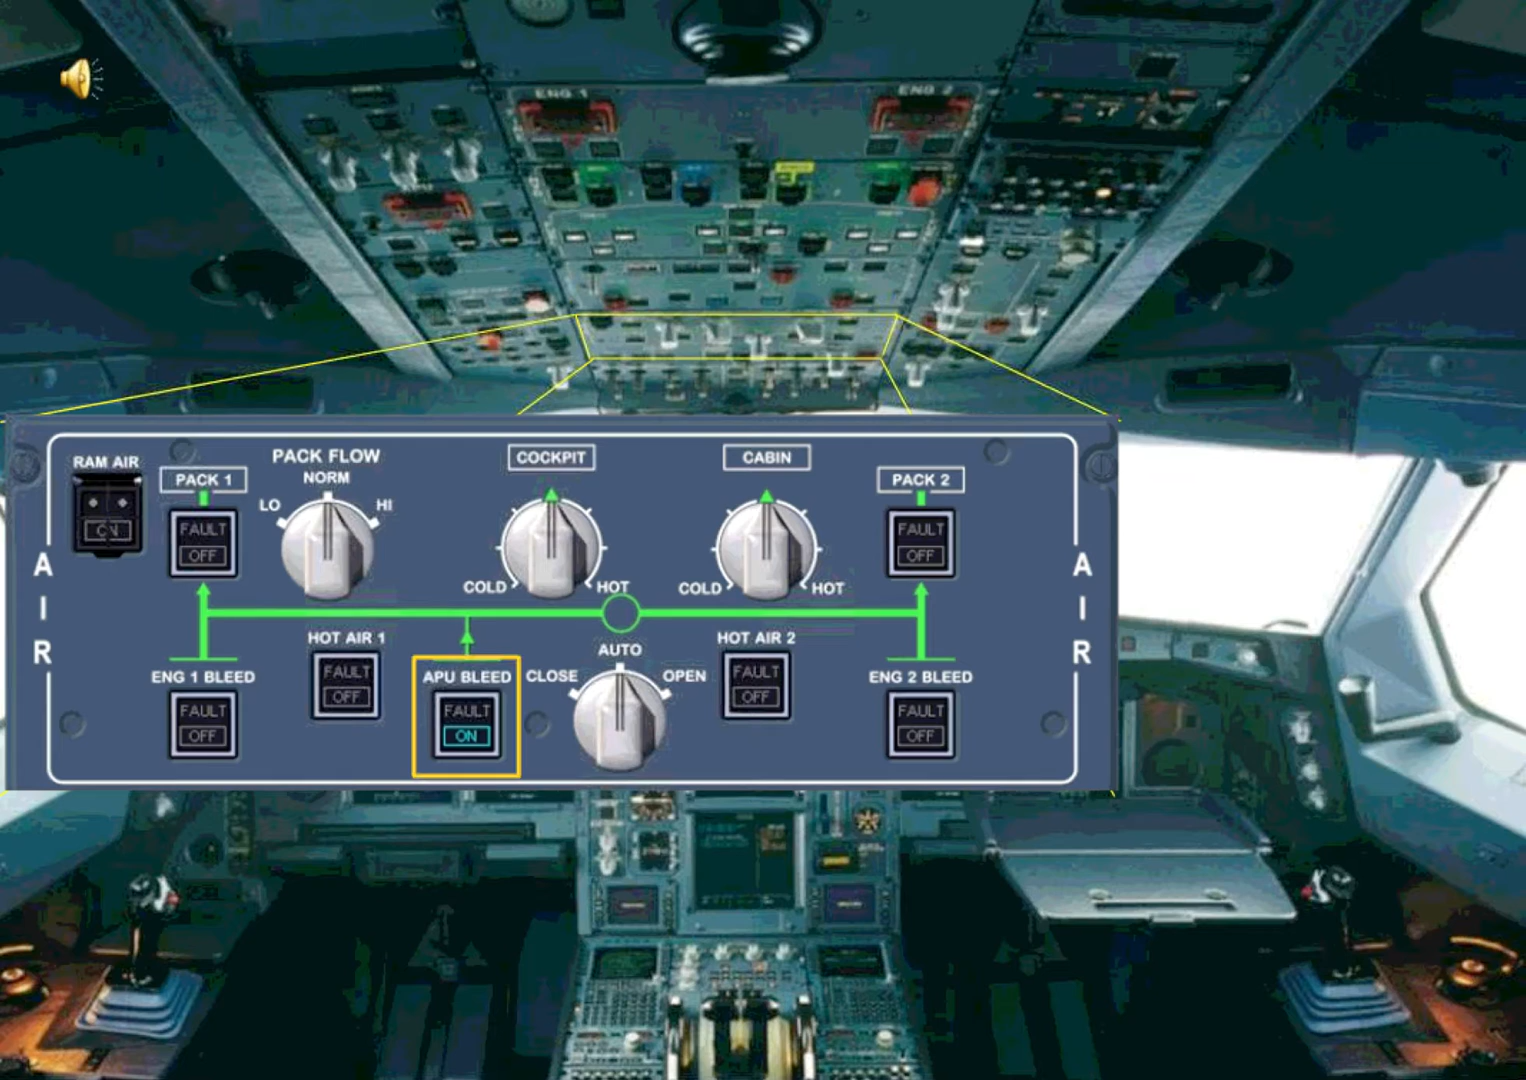 ENG 1
ENG 2
RAM AIR
ON
PACK 1
FAULT
OFF
PACK FLOW
NORM
LO
HI
COCKPIT
COLD
HOT
CABIN
COLD
HOT
PACK 2
FAULT
OFF
AIR
AIR
ENG 1 BLEED
FAULT
OFF
HOT AIR 1
FAULT
OFF
APU BLEED
FAULT
ON
AUTO
CLOSE
OPEN
HOT AIR 2
FAULT
OFF
ENG 2 BLEED
FAULT
OFF